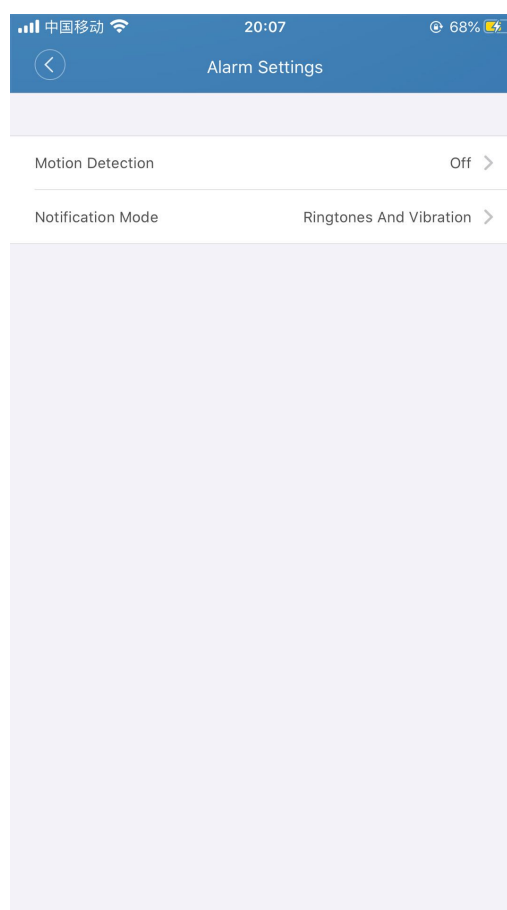 中国移动 20:07 68%
Alarm Settings
Motion Detection Off
Notification Mode Ringtones And Vibration